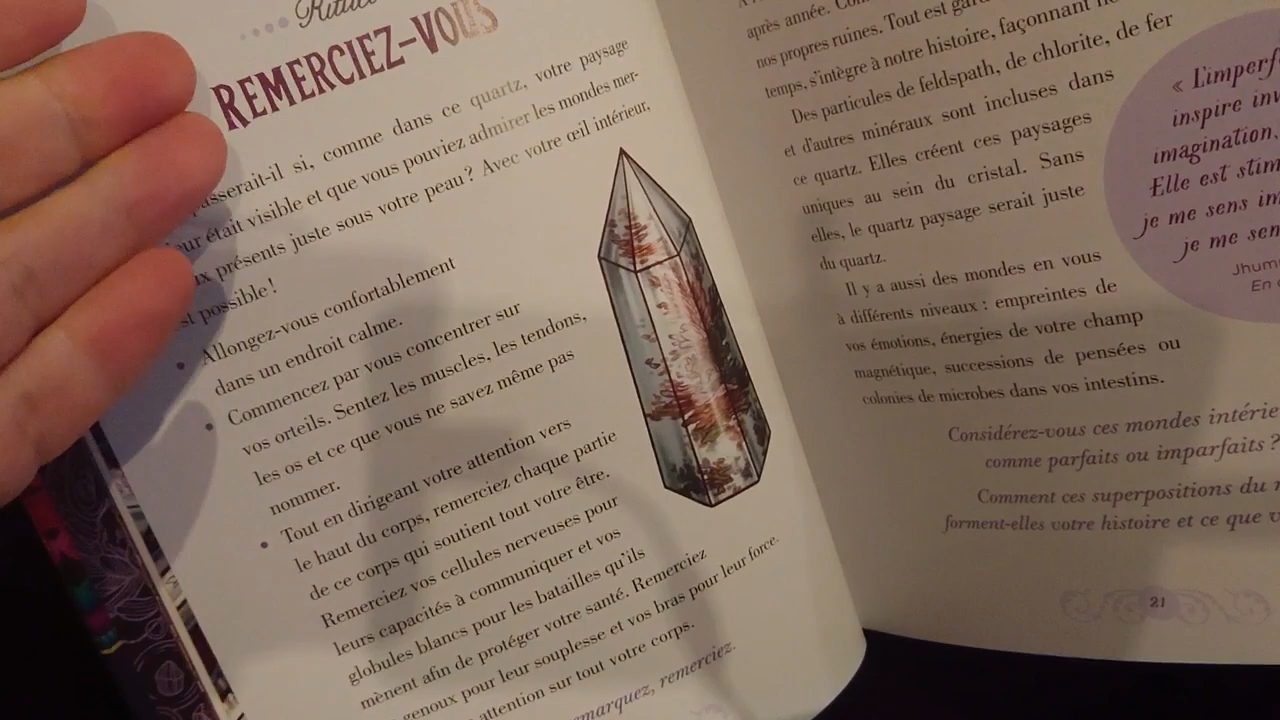 Rituel
REMERCIEZ-VOUS
passerait-il si, comme dans ce quartz, votre paysage
était visible et que vous pouviez admirer les mondes mer-
présents juste sous votre peau ? Avec votre œil intérieur,
possible !
• Allongez-vous confortablement
dans un endroit calme.
• Commencez par vous concentrer sur
vos orteils. Sentez les muscles, les tendons,
les os et ce que vous ne savez même pas
nommer.
• Tout en dirigeant votre attention vers
le haut du corps, remerciez chaque partie
de ce corps qui soutient tout votre être.
Remerciez vos cellules nerveuses pour
leurs capacités à communiquer et vos
globules blancs pour les batailles qu'ils
mènent afin de protéger votre santé. Remerciez
genoux pour leur souplesse et vos bras pour leur force.
attention sur tout votre corps.
remarquez, remerciez.
après année.
nos propres ruines. Tout est
temps, s'intègre à notre histoire, façonnant
Des particules de feldspath, de chlorite, de fer
et d'autres minéraux sont incluses dans
ce quartz. Elles créent ces paysages
uniques au sein du cristal. Sans
elles, le quartz paysage serait juste
du quartz.
Il y a aussi des mondes en vous
à différents niveaux : empreintes de
vos émotions, énergies de votre champ
magnétique, successions de pensées ou
colonies de microbes dans vos intestins.
Considérez-vous ces mondes
comme parfaits ou imparfaits ?
Comment ces superpositions du
forment-elles votre histoire et ce que
21
«
inspire
imagination,
Elle est
je me sens
je me
En